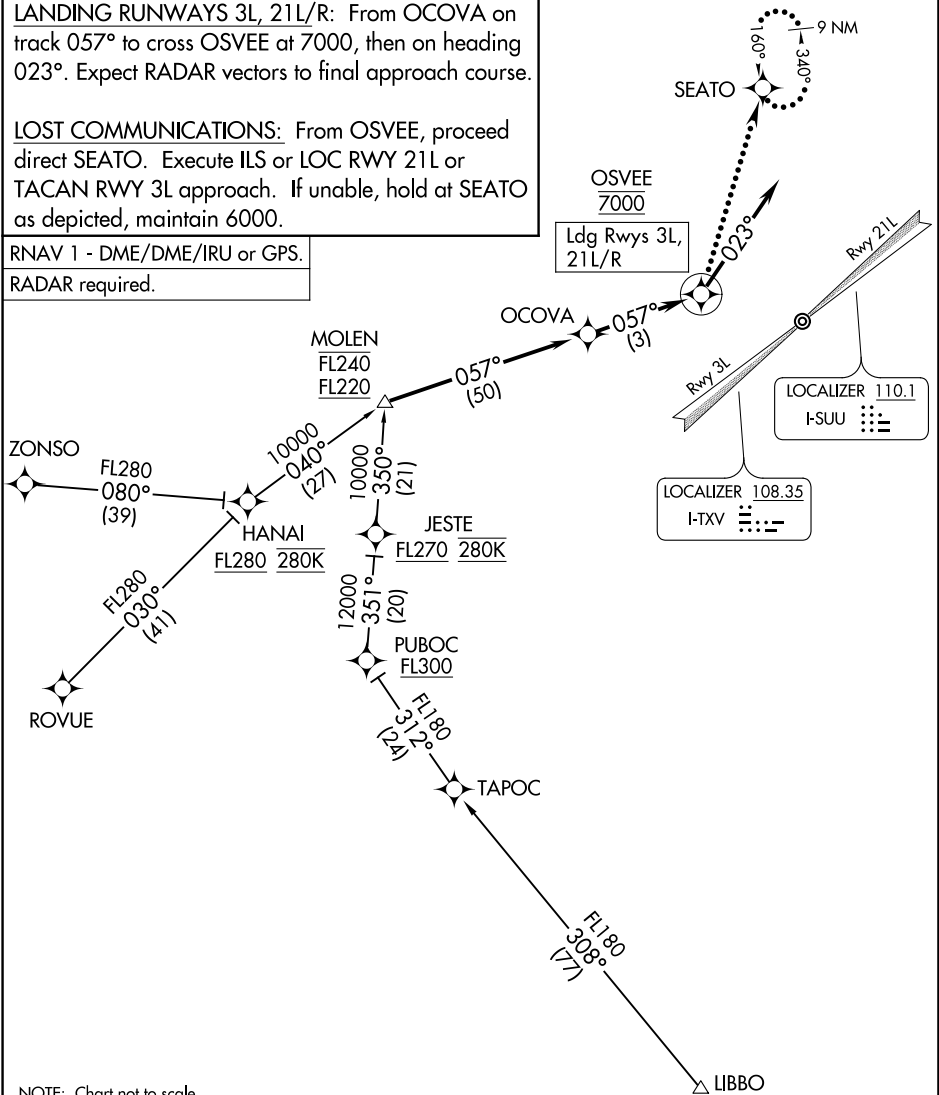 LANDING RUNWAYS 3L, 21L/R: From OCOVA on
track 057° to cross OSVEE at 7000, then on heading
023°. Expect RADAR vectors to final approach course.
LOST COMMUNICATIONS: From OSVEE, proceed
direct SEATO. Execute ILS or LOC RWY 21L or
TACAN RWY 3L approach. If unable, hold at SEATO
as depicted, maintain 6000.
RNAV 1 - DME/DME/IRU or GPS.
RADAR required.
9 NM
160°
340°
SEATO
OSVEE
7000
Ldg Rwys 3L,
21L/R
023°
Rwy 21L
Rwy 3L
OCOVA
057°
(3)
LOCALIZER 110.1
I-SUU
LOCALIZER 108.35
I-TXV
MOLEN
FL240
FL220
057°
(50)
ZONSO
FL280
080°
(39)
10000
040°
(27)
10000
350°
(21)
HANAI
FL280 280K
JESTE
FL270 280K
FL280
030°
(41)
12000
351°
(20)
PUBOC
FL300
ROVUE
FL180
312°
(24)
TAPOC
FL180
308°
(77)
LIBBO
NOTE: Chart not to scale.